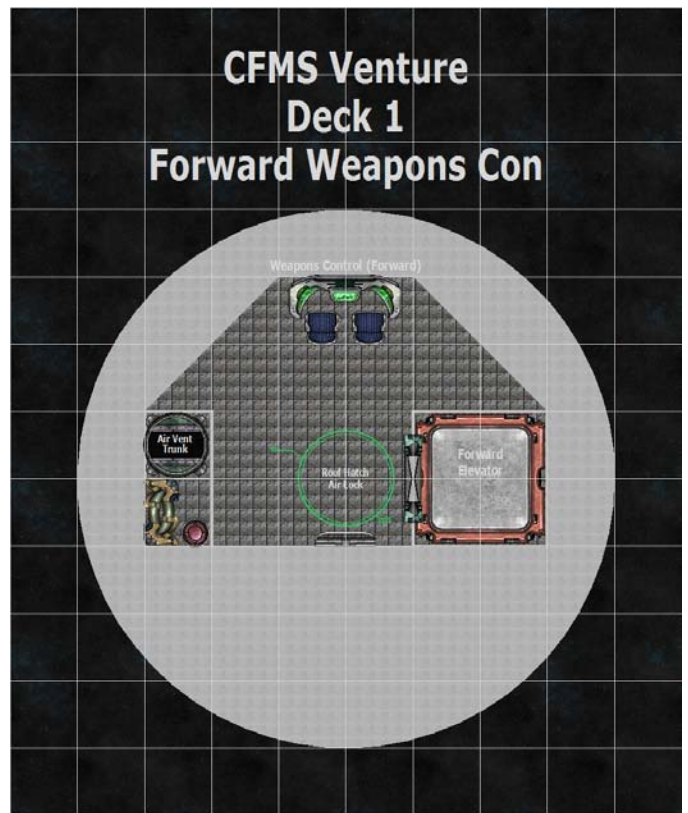 CFMS Venture
Deck 1
Forward Weapons Con
Weapons Control (Forward)
Air Vent
Trunk
Roof Hatch
Air Lock
Forward
Elevator